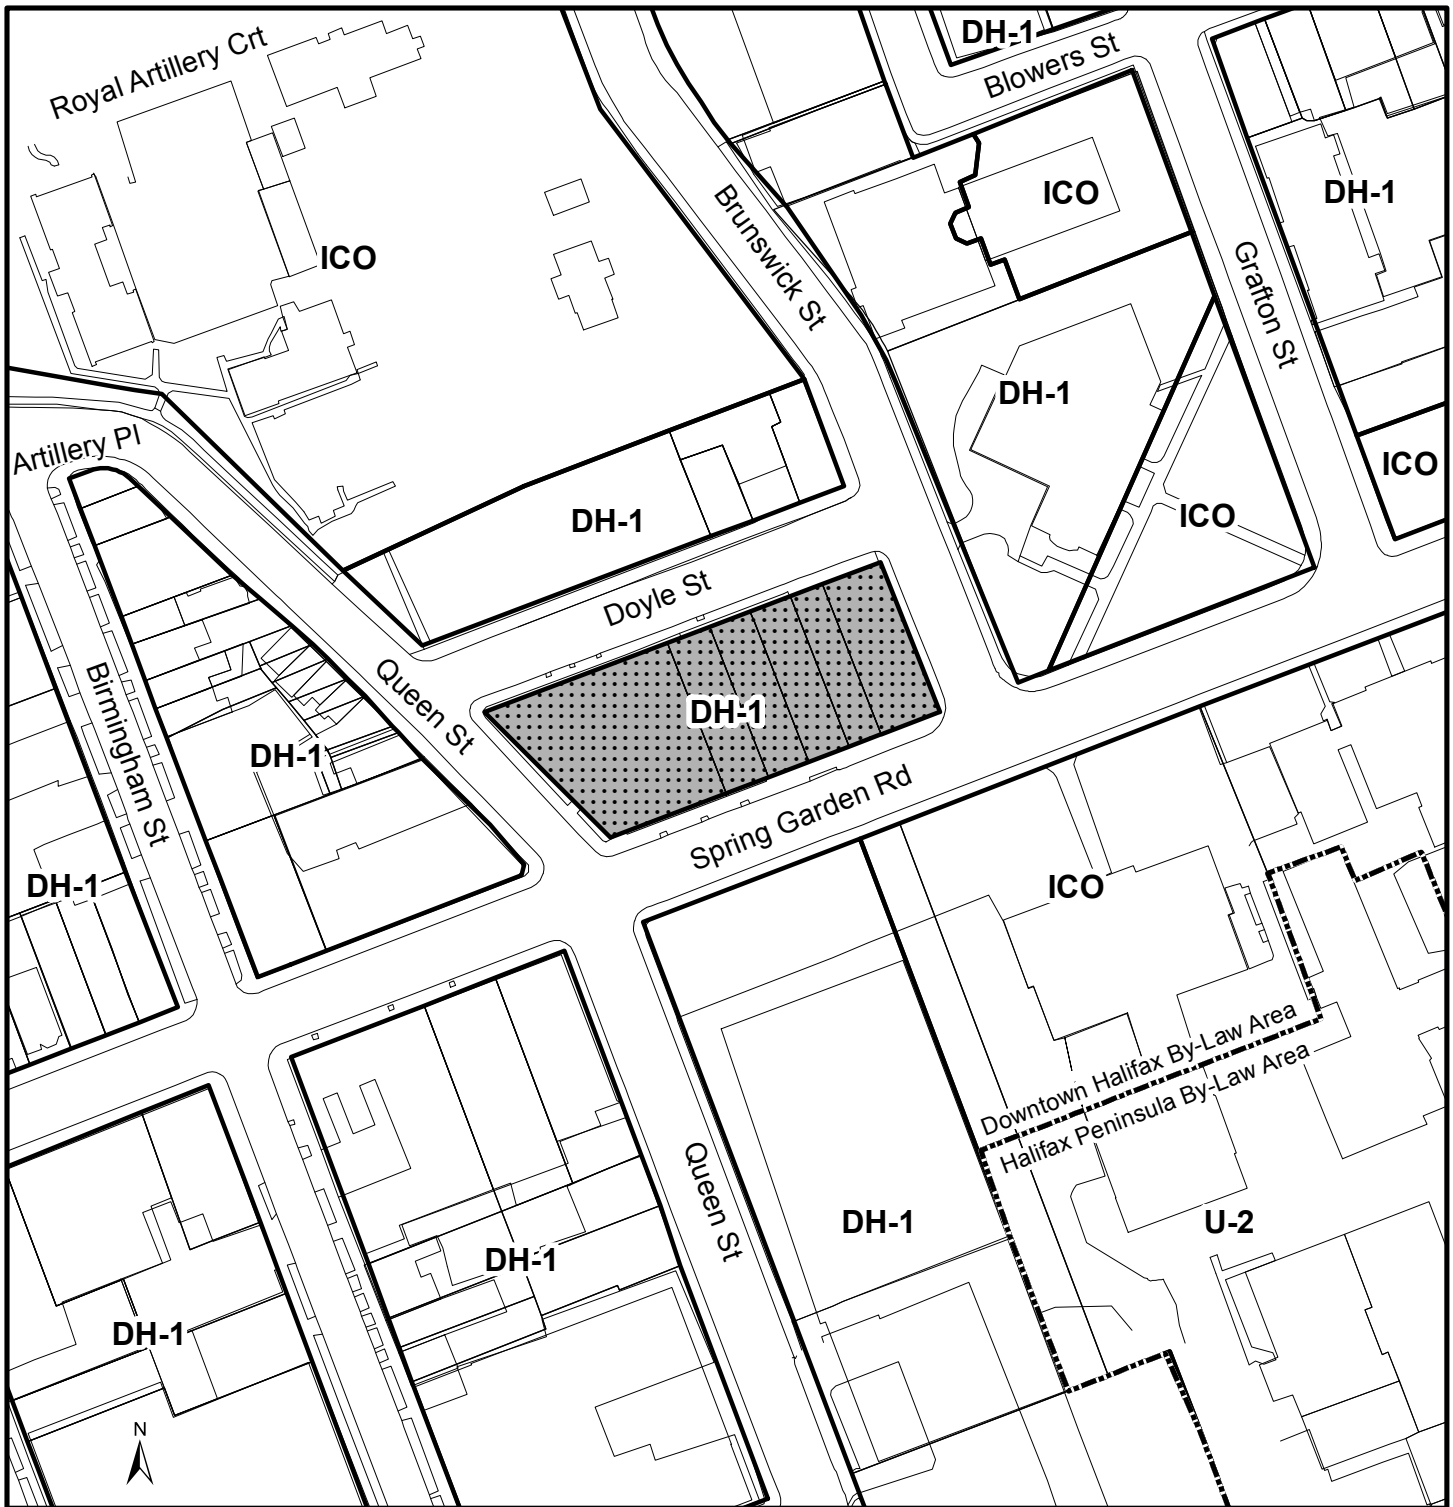 DH-1
Blowers St
Royal Artillery Crt
ICO
DH-1
Brunswick St
ICO
Grafton St
DH-1
Artillery Pl
ICO
DH-1
ICO
Doyle St
Birmingham St
Queen St
DH-1
DH-1
Spring Garden Rd
DH-1
ICO
Downtown Halifax By-Law Area
Halifax Peninsula By-Law Area
Queen St
DH-1
U-2
DH-1
DH-1
N